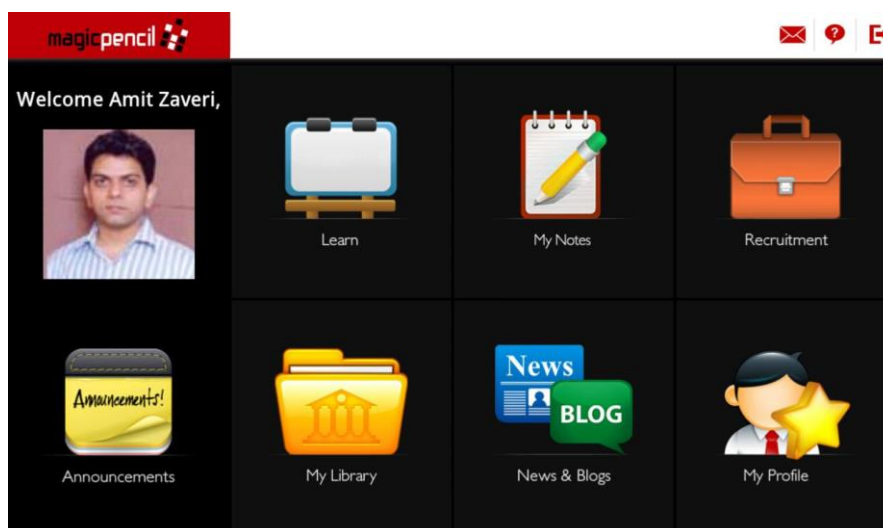 magicpencil
Welcome Amit Zaveri,
Learn
My Notes
Recruitment
Announcements!
Announcements
My Library
News
BLOG
News & Blogs
My Profile